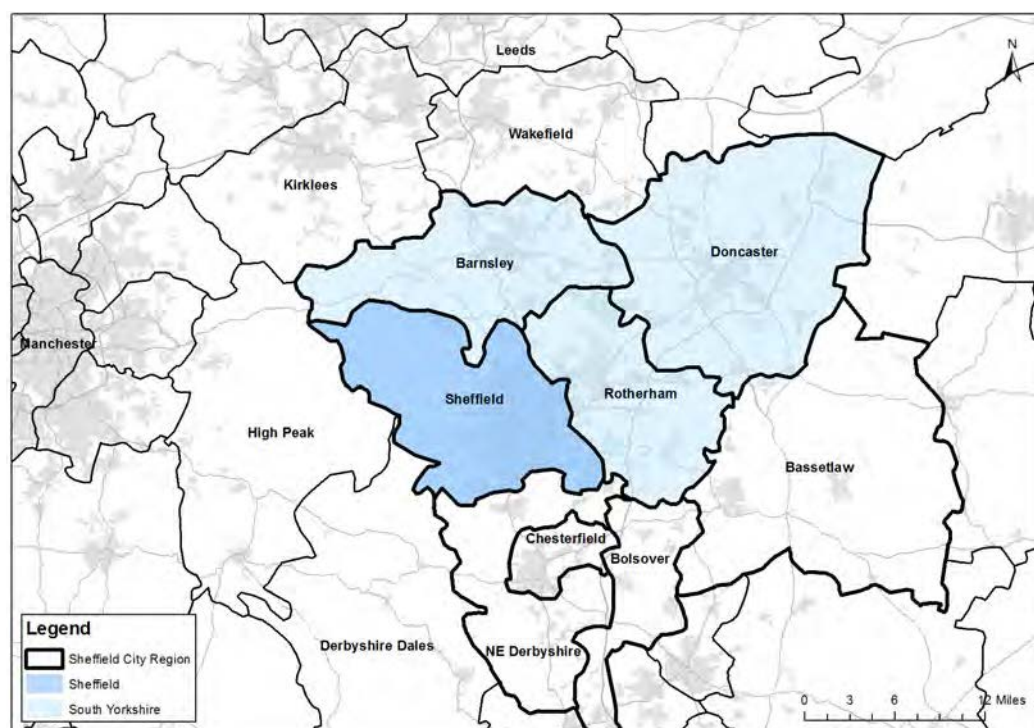 Leeds
N
Wakefield
Kirklees
Doncaster
Barnsley
Manchester
Sheffield
Rotherham
High Peak
Bassetlaw
Chesterfield
Bolsover
Derbyshire Dales
NE Derbyshire
Legend
Sheffield City Region
Sheffield
South Yorkshire
0 3 6 12 Miles